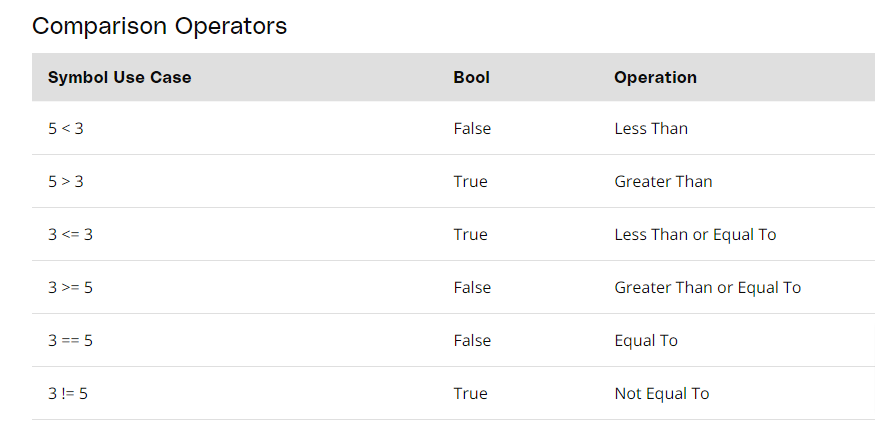 Comparison Operators
Symbol Use Case Bool Operation
5 < 3 False Less Than
5 > 3 True Greater Than
3 <= 3 True Less Than or Equal To
3 >= 5 False Greater Than or Equal To
3 == 5 False Equal To
3 != 5 True Not Equal To